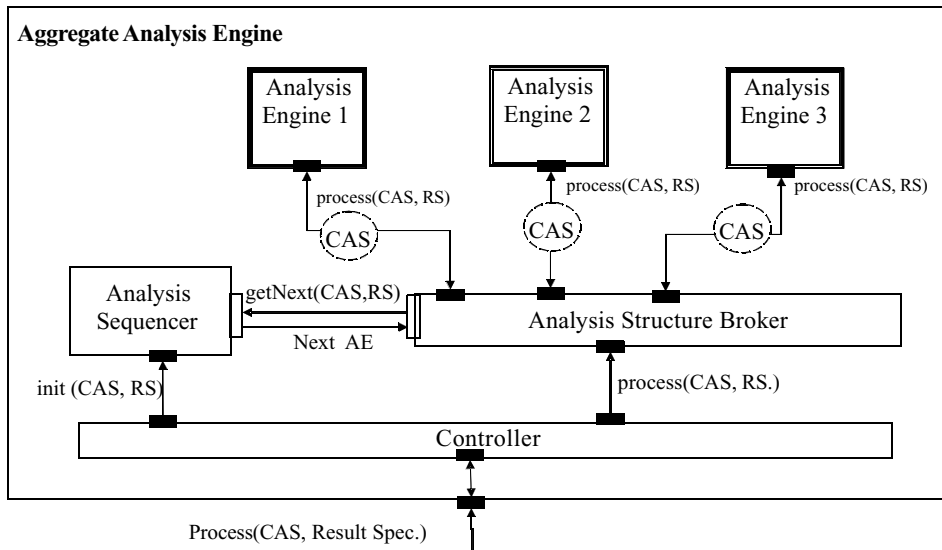 Aggregate Analysis Engine
Analysis
Engine 1
Analysis
Engine 2
Analysis
Engine 3
process(CAS, RS)
process(CAS, RS)
process(CAS, RS)
CAS
CAS
CAS
Analysis
Sequencer
getNext(CAS,RS)
Next AE
Analysis Structure Broker
init (CAS, RS)
process(CAS, RS.)
Controller
Process(CAS, Result Spec.)